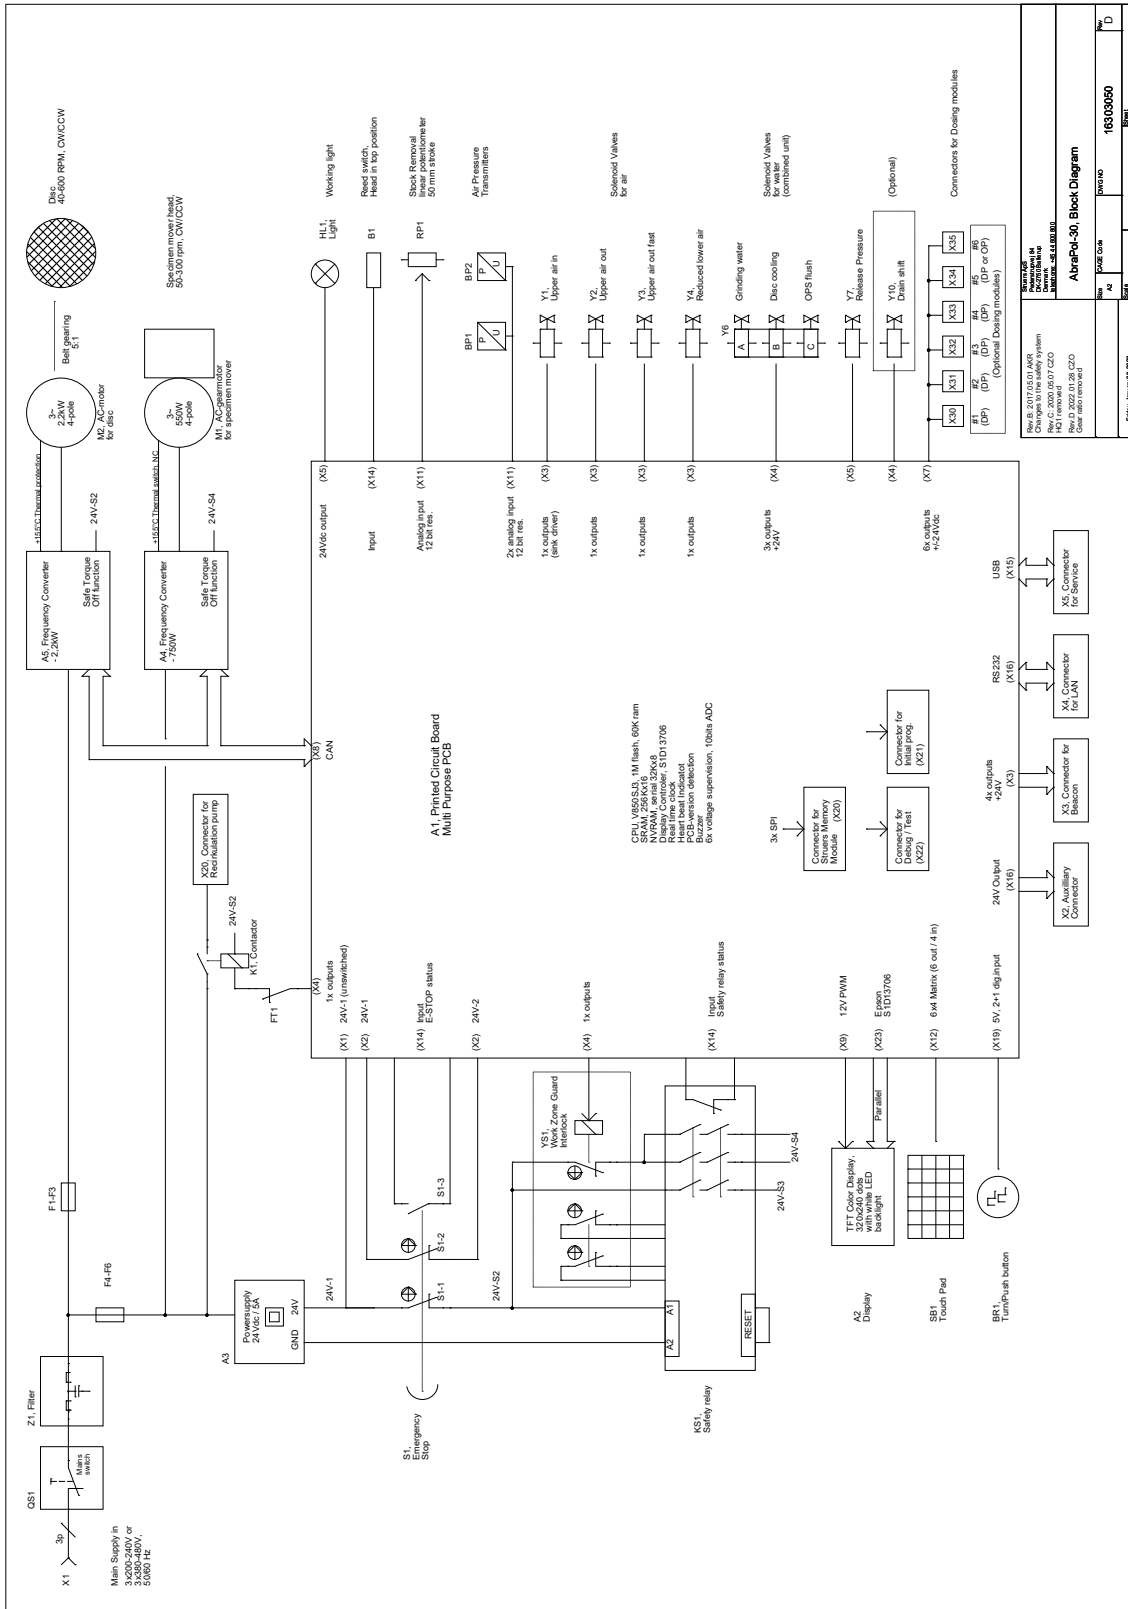 X1
3p
Main Supply in
3x200-240V or
3x380-480V,
50/60 Hz
QS1
Mains
switch
Z1, Filter
F1-F3
F4-F6
A3
Powersupply
24Vdc / 5A
GND
24V
X20, Connector for
Recirkulation pump
24V-S2
K1, Contactor
FT1
A5, Frequency Converter
- 2,2kW
Safe Torque
Off function
24V-S2
+155°C Thermal protection
3~
2,2kW
4-pole
M2, AC-motor
for disc
Belt gearing
5:1
Disc
40-600 RPM, CW/CCW
A4, Frequency Converter
- 750W
Safe Torque
Off function
24V-S4
+155°C Thermal switch, NC
3~
550W
4-pole
M1, AC-gearmotor
for specimen mover
Specimen mover head,
50-300 rpm, CW/CCW
S1,
Emergency
Stop
24V-1
S1-1
S1-2
S1-3
24V-S2
YS1,
Work Zone Guard
Interlock
KS1,
Safety relay
A2
A1
RESET
24V-S3
24V-S4
A2
Display
TFT Color Display,
320x240 dots
with white LED
backlight
Parallel
SB1
Touch Pad
BR1,
Turn/Push button
(X4)
1x outputs
(X1)
24V-1 (unswitched)
(X2)
24V-1
(X14)
Input
E-STOP status
(X2)
24V-2
(X4)
1x outputs
(X14)
Input
Safety relay status
(X9)
12V PWM
(X23)
Epson
S1D13706
(X12)
6x4 Matrix (6 out / 4 in)
(X19)
5V, 2+1 dig.input
(X8)
CAN
A1, Printed Circuit Board
Multi Purpose PCB
CPU, V850SJ3, 1M flash, 60K ram
SRAM, 256Kx16
NVRAM, serial 32Kx8
Display Controler, S1D13706
Real time clock
Heart beat Indicatot
PCB-version detection
Buzzer
6x voltage supervision, 10bits ADC
3x SPI
Connector for
Struers Memory
Module
(X20)
Connector for
Debug / Test
(X22)
Connector for
Initial prog.
(X21)
24V Output
(X16)
X2, Auxilliary
Connector
4x outputs
+24V
(X3)
X3, Connector for
Beacon
RS232
(X16)
X4, Connector
for LAN
USB
(X15)
X5, Connector
for Service
24Vdc output
(X5)
HL1,
Light
Working light
Input
(X14)
B1
Reed switch,
Head in top position
Analog input
12 bit res.
(X11)
RP1
Stock Removal
linear potentiometer
50 mm stroke
2x analog input
12 bit res.
(X11)
BP1
P
U
BP2
P
U
Air Pressure
Transmitters
1x outputs
(sink driver)
(X3)
Y1,
Upper air in
1x outputs
(X3)
Y2,
Upper air out
1x outputs
(X3)
Y3,
Upper air out fast
1x outputs
(X3)
Y4,
Reduced lower air
Solenoid Valves
for air
3x outputs
+24V
(X4)
Y6
A
B
C
Grinding water
Disc cooling
OPS flush
Solenoid Valves
for water
(combined unit)
(X5)
Y7,
Release Pressure
(X4)
Y10,
Drain shift
(Optional)
6x outputs
+/-24Vdc
(X7)
X30
X31
X32
X33
X34
X35
#1
(DP)
#2
(DP)
#3
(DP)
#4
(DP)
#5
(DP or OP)
#6
(Optional Dosing modules)
Connectors for Dosing modules
Rev.B: 2017.05.01 AKR
Changes to the safety system
Rev.C: 2020.05.07 CZO
HQ1 removed
Rev.D 2022.01.28 CZO
Gear ratio removed
Struers ApS
Pederstrupvej 84
DK-2750 Ballerup
Denmark
AbraPol-30, Block Diagram
Size
A2
CAGE Code
DWG NO
16303050
Rev
D
Scale
Sheet